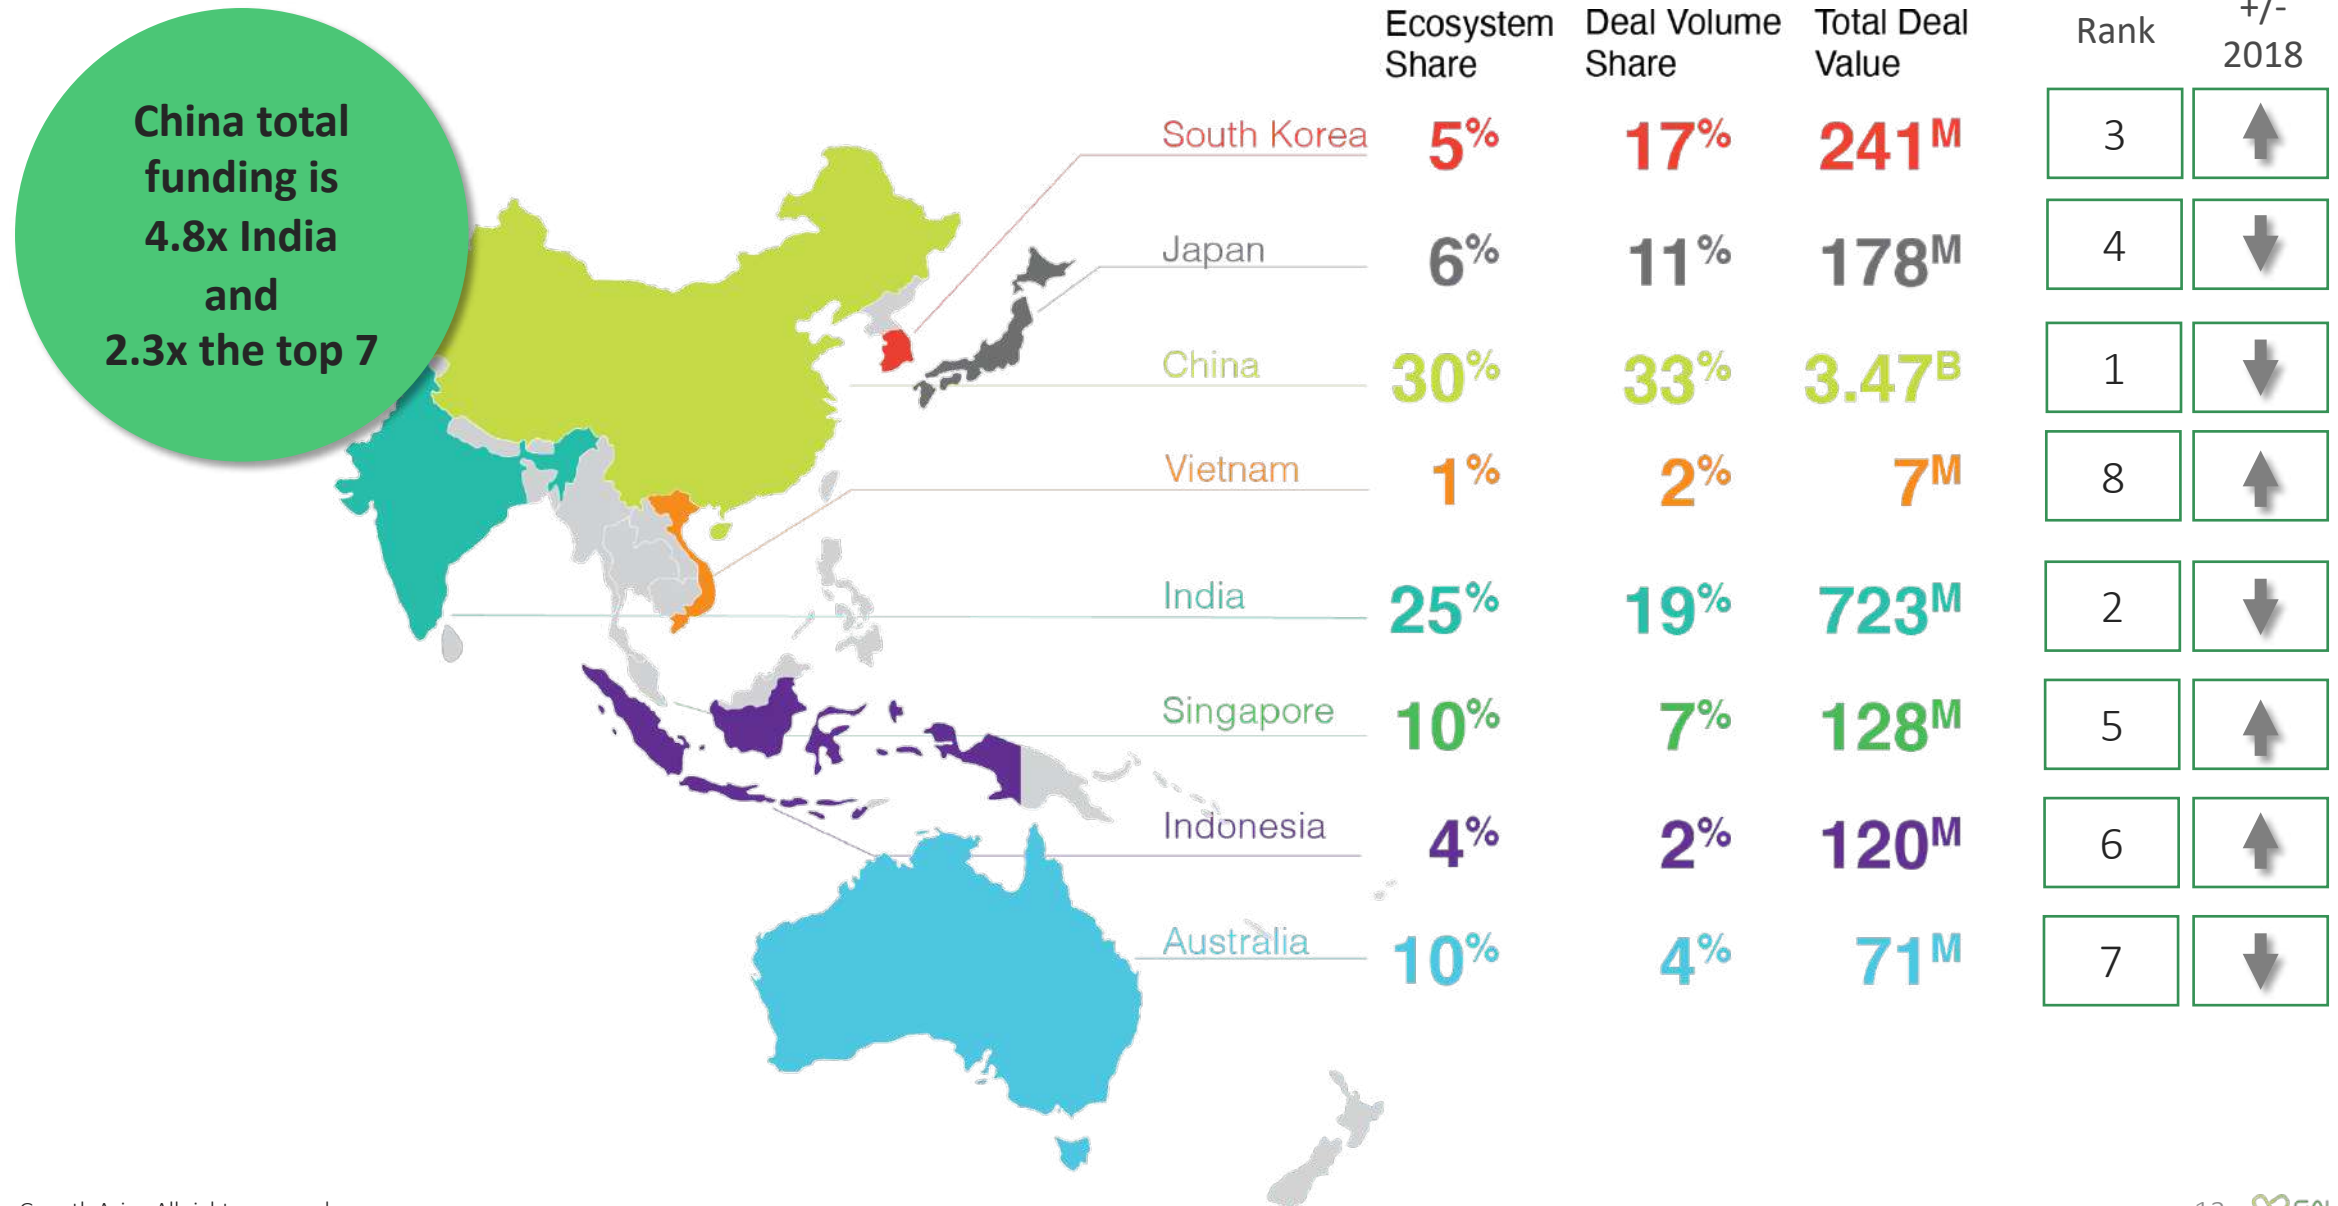 China total
funding is
4.8x India
and
2.3x the top 7
Ecosystem Share Deal Volume Share Total Deal Value Rank +/- 2018
South Korea 5% 17% 241M 3
Japan 6% 11% 178M 4
China 30% 33% 3.47B 1
Vietnam 1% 2% 7M 8
India 25% 19% 723M 2
Singapore 10% 7% 128M 5
Indonesia 4% 2% 120M 6
Australia 10% 4% 71M 7